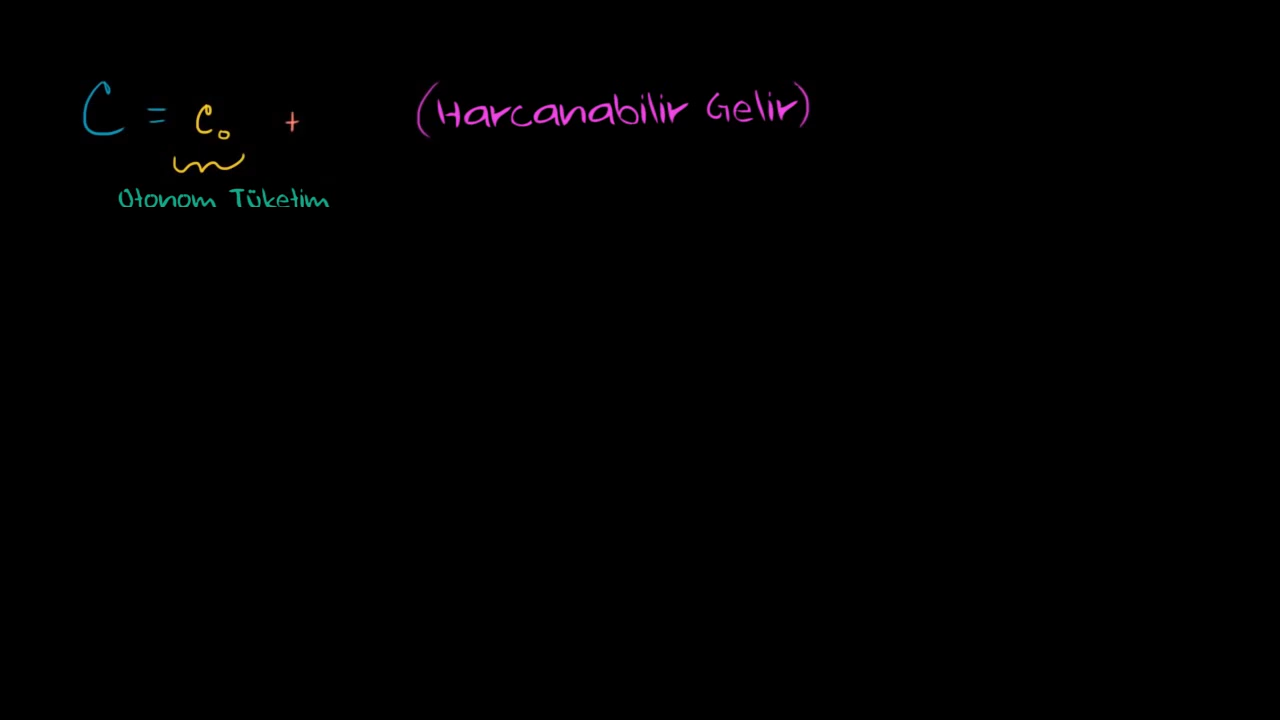 C = c₀ + (Harcanabilir Gelir)
Otonom Tüketim